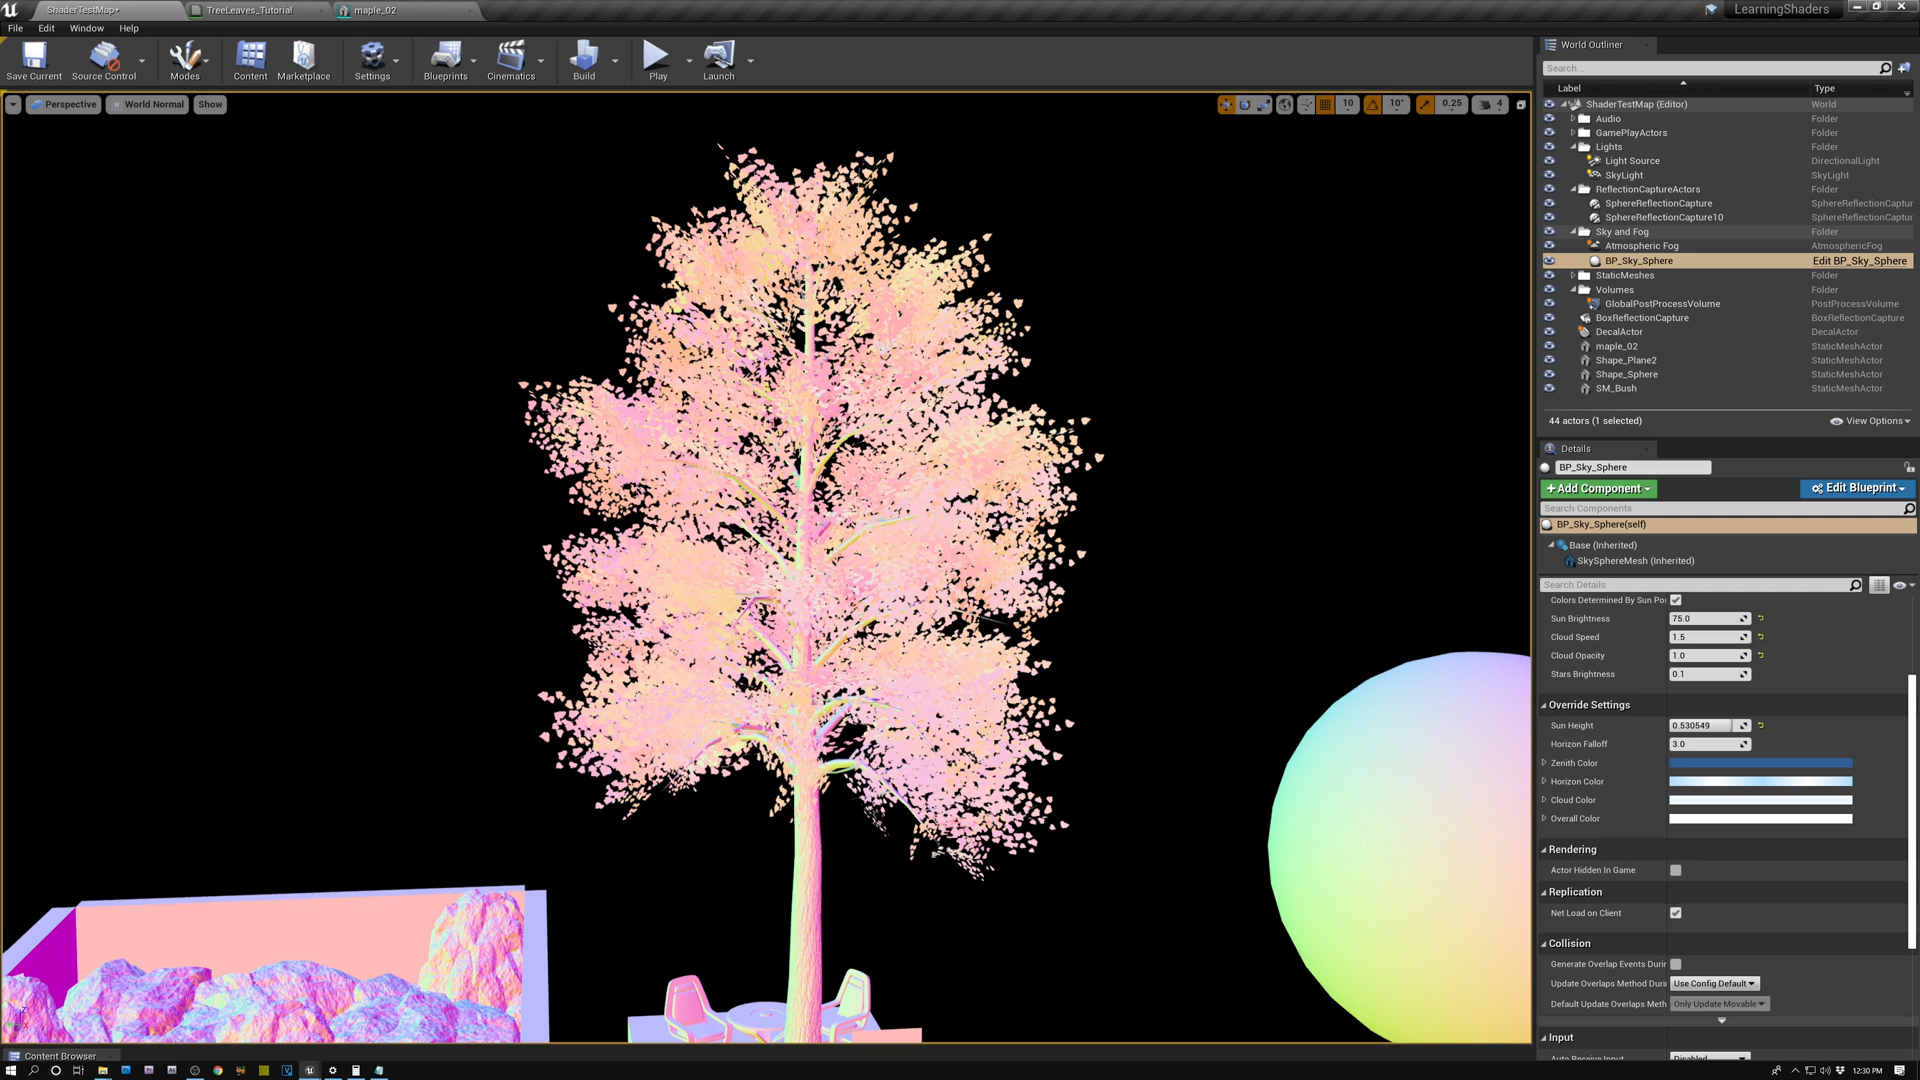 ShaderTestMap•
TreeLeaves_Tutorial
maple_02
LearningShaders
File Edit Window Help
Save Current
Source Control
Modes
Content
Marketplace
Settings
Blueprints
Cinematics
Build
Play
Launch
Perspective
World Normal
Show
10
10°
0.25
4
World Outliner
Search...
Label Type
ShaderTestMap (Editor) World
Audio Folder
GamePlayActors Folder
Lights Folder
Light Source DirectionalLight
SkyLight SkyLight
ReflectionCaptureActors Folder
SphereReflectionCapture SphereReflectionCaptur
SphereReflectionCapture10 SphereReflectionCaptur
Sky and Fog Folder
Atmospheric Fog AtmosphericFog
BP_Sky_Sphere Edit BP_Sky_Sphere
StaticMeshes Folder
Volumes Folder
GlobalPostProcessVolume PostProcessVolume
BoxReflectionCapture BoxReflectionCapture
DecalActor DecalActor
maple_02 StaticMeshActor
Shape_Plane2 StaticMeshActor
Shape_Sphere StaticMeshActor
SM_Bush StaticMeshActor
44 actors (1 selected) View Options
Details
BP_Sky_Sphere
+Add Component Edit Blueprint
Search Components
BP_Sky_Sphere(self)
Base (Inherited)
SkySphereMesh (Inherited)
Search Details
Colors Determined By Sun Pos
Sun Brightness 75.0
Cloud Speed 1.5
Cloud Opacity 1.0
Stars Brightness 0.1
Override Settings
Sun Height 0.530549
Horizon Falloff 3.0
Zenith Color
Horizon Color
Cloud Color
Overall Color
Rendering
Actor Hidden In Game
Replication
Net Load on Client
Collision
Generate Overlap Events Durin
Update Overlaps Method Duri Use Config Default
Default Update Overlaps Meth Only Update Movable
Input
Auto Receive Input Disabled
Content Browser
12:30 PM